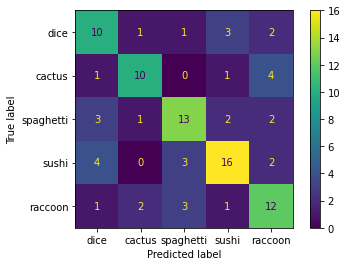 16
dice 10 1 1 3 2
14
cactus 1 10 0 1 4
12
10
spaghetti 3 1 13 2 2
8
6
sushi 4 0 3 16 2
4
raccoon 1 2 3 1 12
2
0
dice cactus spaghetti sushi raccoon
Predicted label
True label